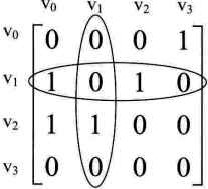 v₀ v₁ v₂ v₃
v₀ 0 0 0 1
v₁ 1 0 1 0
v₂ 1 1 0 0
v₃ 0 0 0 0